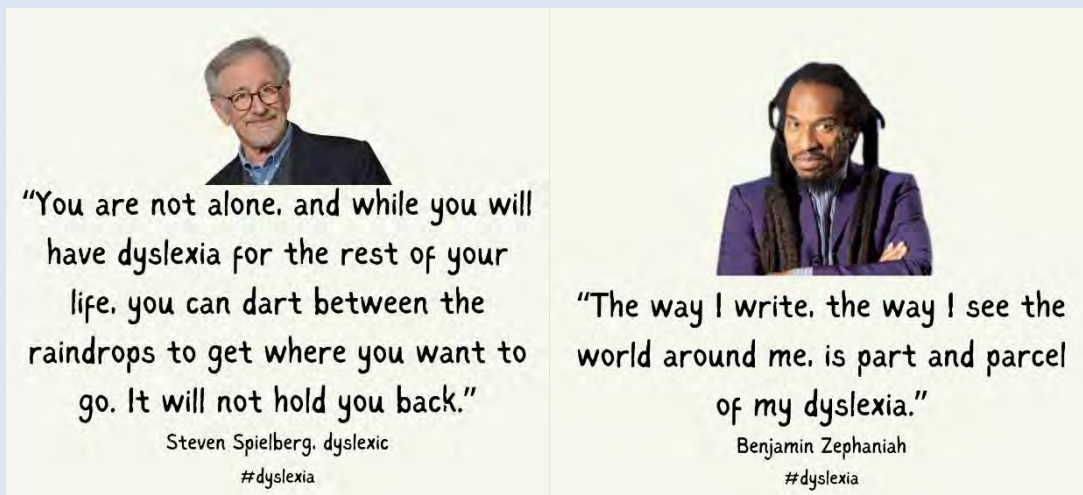 “You are not alone, and while you will
have dyslexia for the rest of your
life, you can dart between the
raindrops to get where you want to
go. It will not hold you back.”
Steven Spielberg, dyslexic
#dyslexia
“The way I write, the way I see the
world around me, is part and parcel
of my dyslexia.”
Benjamin Zephaniah
#dyslexia